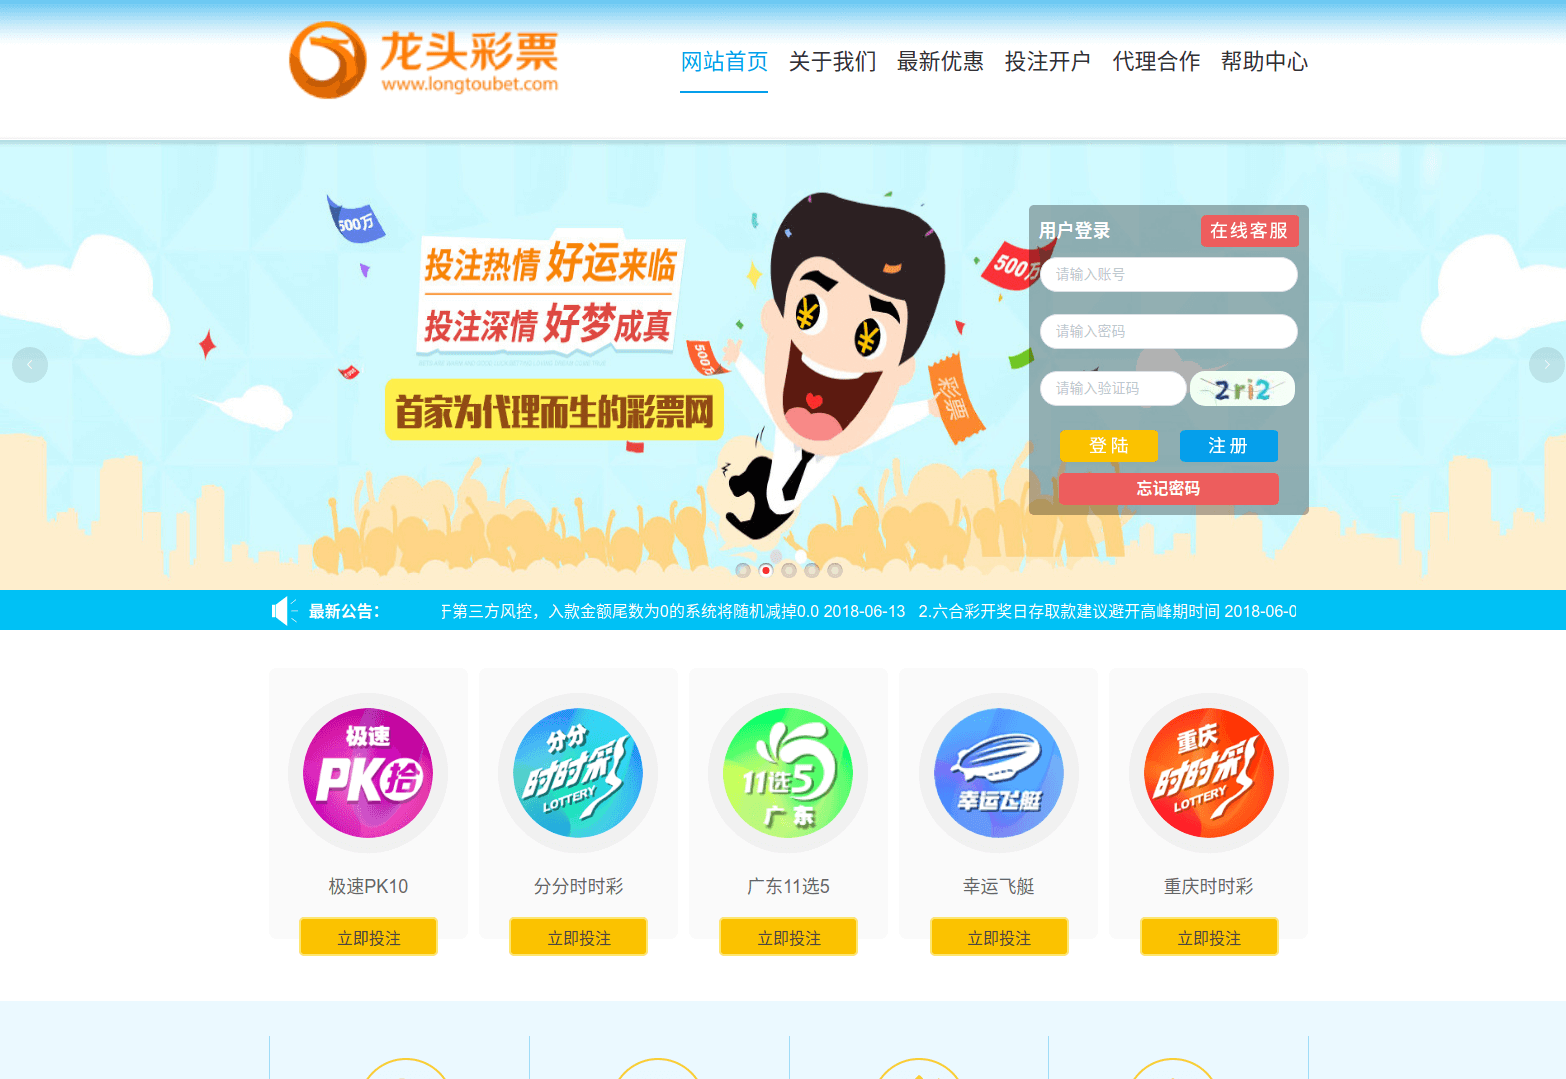 龙头彩票
www.longtoubet.com
网站首页 关于我们 最新优惠 投注开户 代理合作 帮助中心
500万
投注热情 好运来临
投注深情 好梦成真
首家为代理而生的彩票网
500万
彩票
500万
用户登录 在线客服
请输入账号
请输入密码
请输入验证码 2ri2
登 陆 注 册
忘记密码
最新公告： 于第三方风控，入款金额尾数为0的系统将随机减掉0.0 2018-06-13 2.六合彩开奖日存取款建议避开高峰期时间 2018-06-0
极速 PK拾
分分 时时彩 LOTTERY
11选5 广东
幸运飞艇
重庆 时时彩 LOTTERY
极速PK10 分分时时彩 广东11选5 幸运飞艇 重庆时时彩
立即投注 立即投注 立即投注 立即投注 立即投注